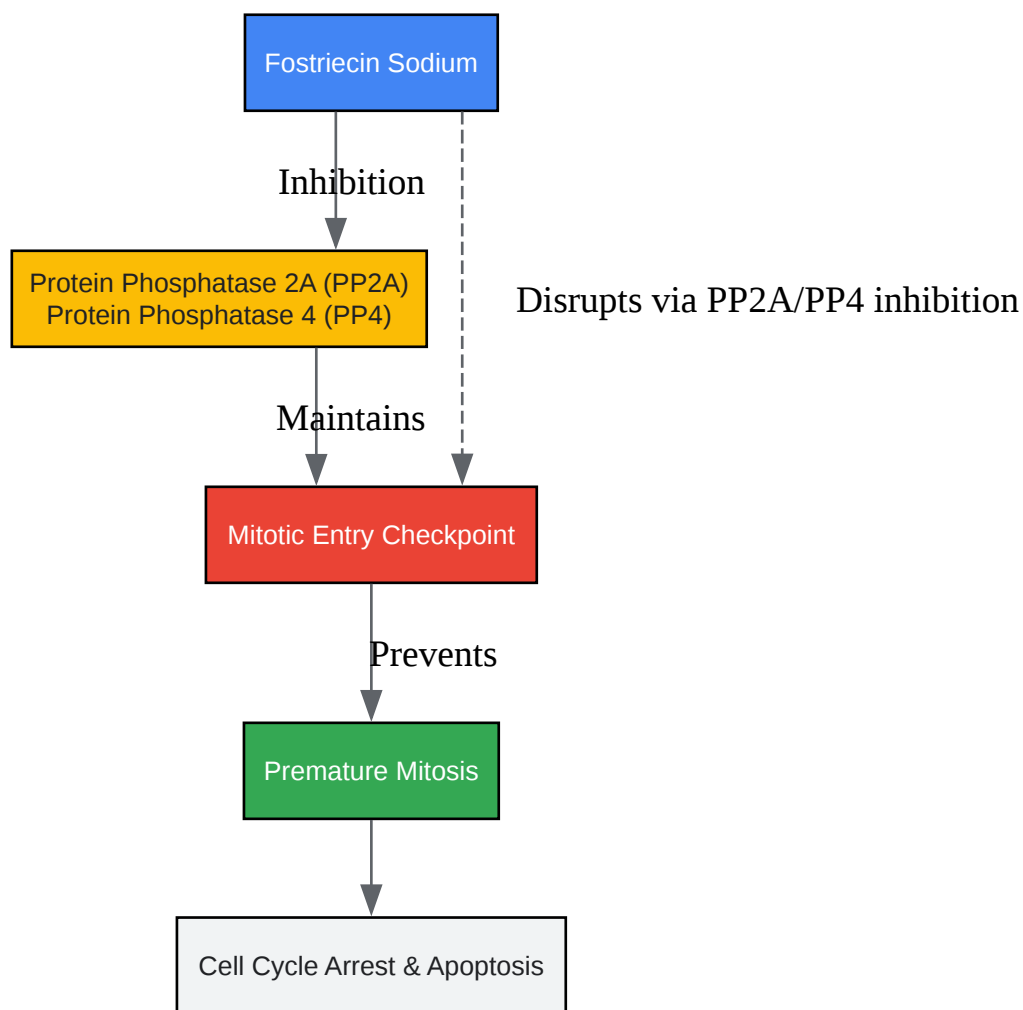 Fostriecin Sodium
Inhibition
Protein Phosphatase 2A (PP2A)
Protein Phosphatase 4 (PP4)
Disrupts via PP2A/PP4 inhibition
Maintains
Mitotic Entry Checkpoint
Prevents
Premature Mitosis
Cell Cycle Arrest & Apoptosis